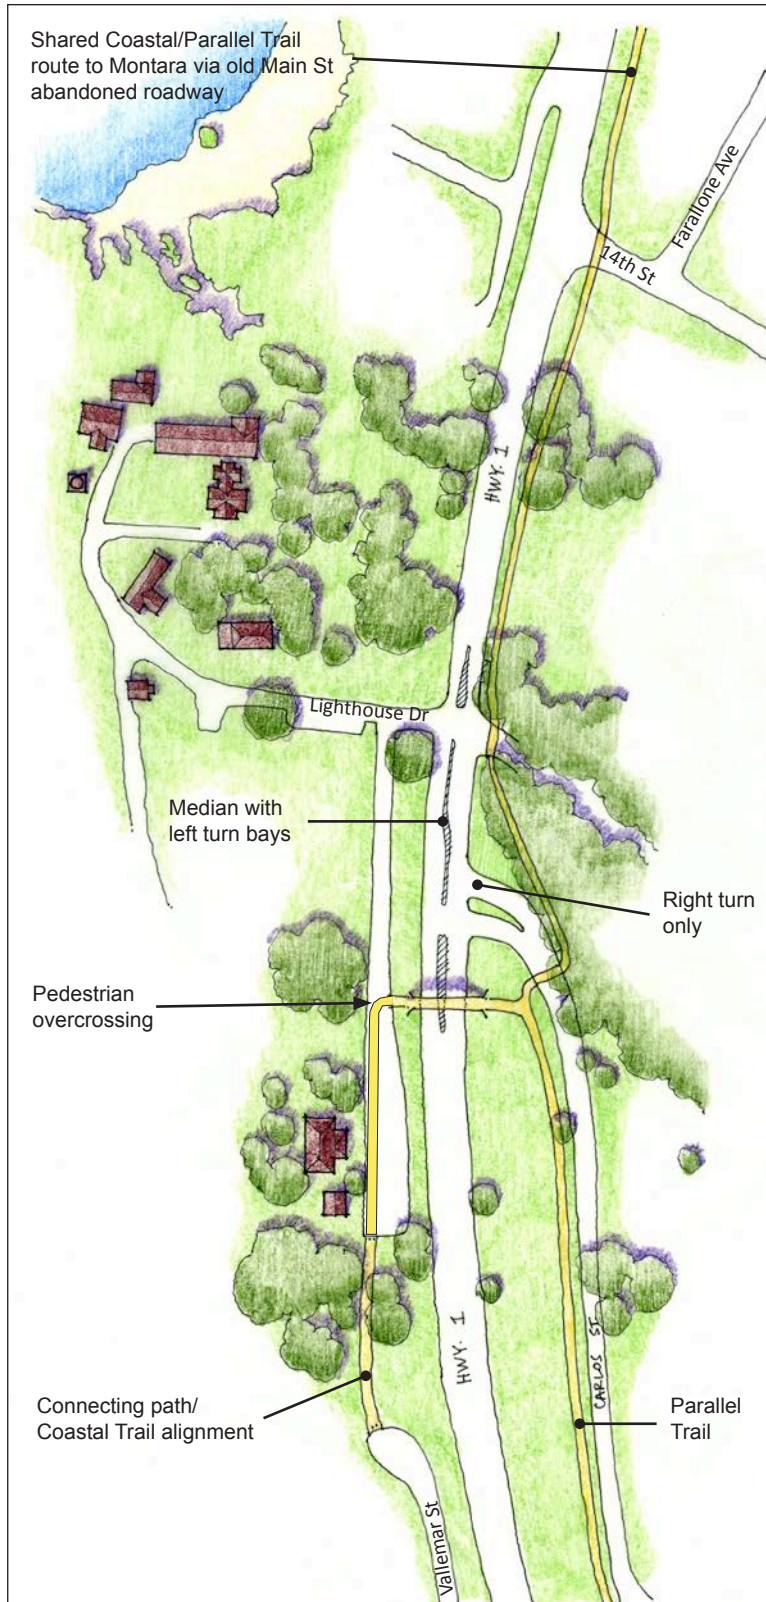 Shared Coastal/Parallel Trail
route to Montara via old Main St
abandoned roadway
Farallone Ave
14th St
HWY. 1
Lighthouse Dr
Median with
left turn bays
Right turn
only
Pedestrian
overcrossing
HWY. 1
CARLOS ST
Connecting path/
Coastal Trail alignment
Parallel
Trail
Vallemar St